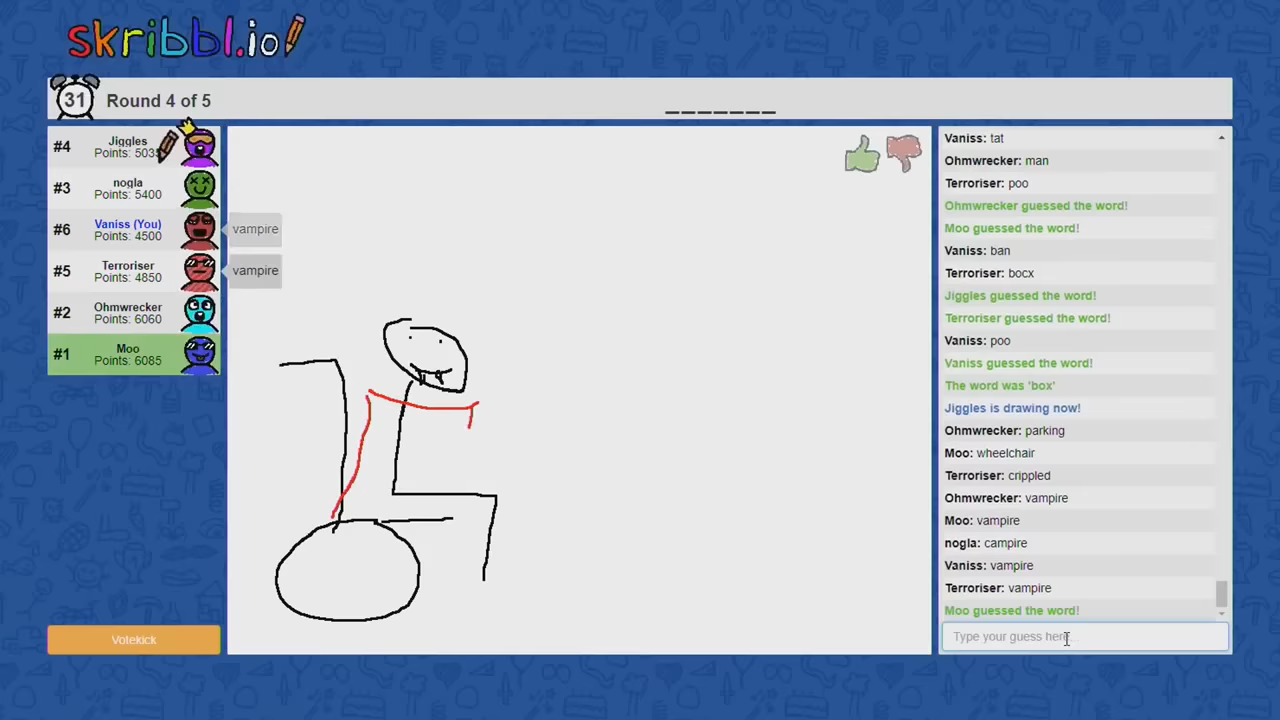 skribbl.io
31
Round 4 of 5
_______
#4
Jiggles
Points: 5035
#3
nogla
Points: 5400
#6
Vaniss (You)
Points: 4500
vampire
#5
Terroriser
Points: 4850
vampire
#2
Ohmwrecker
Points: 6060
#1
Moo
Points: 6085
Votekick
Vaniss: tat
Ohmwrecker: man
Terroriser: poo
Ohmwrecker guessed the word!
Moo guessed the word!
Vaniss: ban
Terroriser: bocx
Jiggles guessed the word!
Terroriser guessed the word!
Vaniss: poo
Vaniss guessed the word!
The word was 'box'
Jiggles is drawing now!
Ohmwrecker: parking
Moo: wheelchair
Terroriser: crippled
Ohmwrecker: vampire
Moo: vampire
nogla: campire
Vaniss: vampire
Terroriser: vampire
Moo guessed the word!
Type your guess here